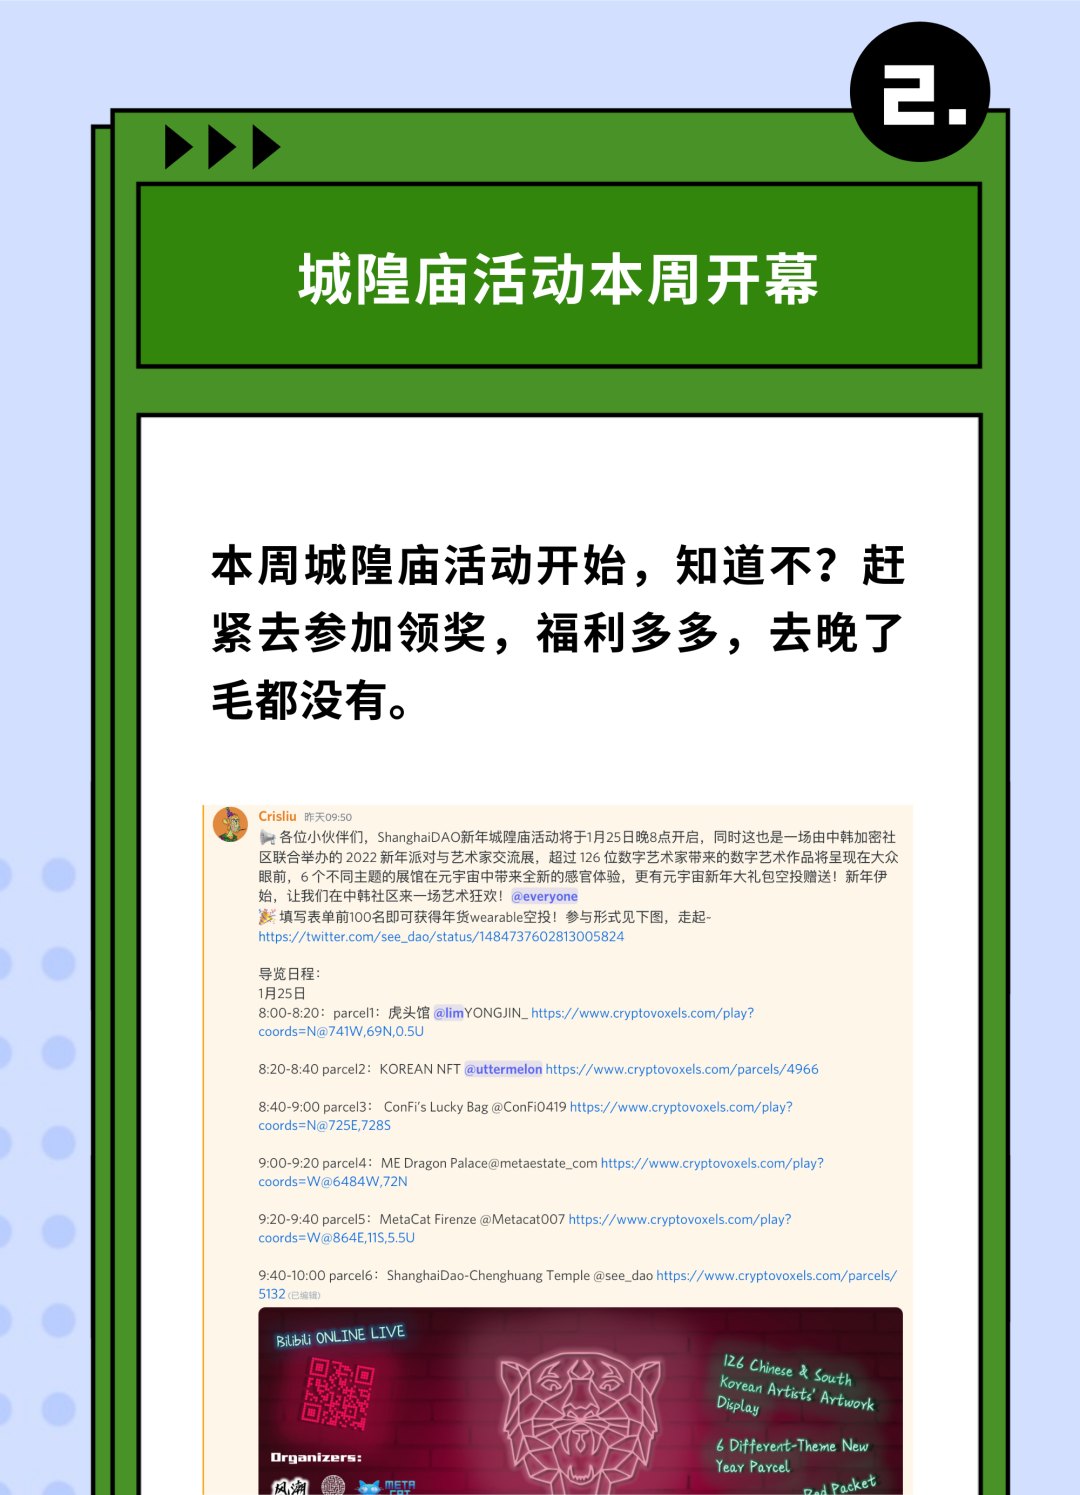 2.
城隍庙活动本周开幕
本周城隍庙活动开始，知道不？赶
紧去参加领奖，福利多多，去晚了
毛都没有。
Crisliu 昨天09:50
各位小伙伴们，ShanghaiDAO新年城隍庙活动将于1月25日晚8点开启，同时这也是一场由中韩加密社
区联合举办的 2022 新年派对与艺术家交流展，超过 126 位数字艺术家带来的数字艺术作品将呈现在大众
眼前，6 个不同主题的展馆在元宇宙中带来全新的感官体验，更有元宇宙新年大礼包空投赠送！新年伊
始，让我们在中韩社区来一场艺术狂欢！@everyone
填写表单前100名即可获得年货wearable空投！参与形式见下图，走起~
https://twitter.com/see_dao/status/1484737602813005824
导览日程：
1月25日
8:00-8:20：parcel1：虎头馆 @limYONGJIN_ https://www.cryptovoxels.com/play?
coords=N@741W,69N,0.5U
8:20-8:40 parcel2：KOREAN NFT @uttermelon https://www.cryptovoxels.com/parcels/4966
8:40-9:00 parcel3： ConFi's Lucky Bag @ConFi0419 https://www.cryptovoxels.com/play?
coords=N@725E,728S
9:00-9:20 parcel4：ME Dragon Palace@metaestate_com https://www.cryptovoxels.com/play?
coords=W@6484W,72N
9:20-9:40 parcel5：MetaCat Firenze @Metacat007 https://www.cryptovoxels.com/play?
coords=W@864E,11S,5.5U
9:40-10:00 parcel6：ShanghaiDao-Chenghuang Temple @see_dao https://www.cryptovoxels.com/parcels/
5132 (已编辑)
Bilibili ONLINE LIVE
126 Chinese & South
Korean Artists' Artwork
Display
6 Different-Theme New
Year Parcel
Red Packet
Organizers:
风潮
META
CAT